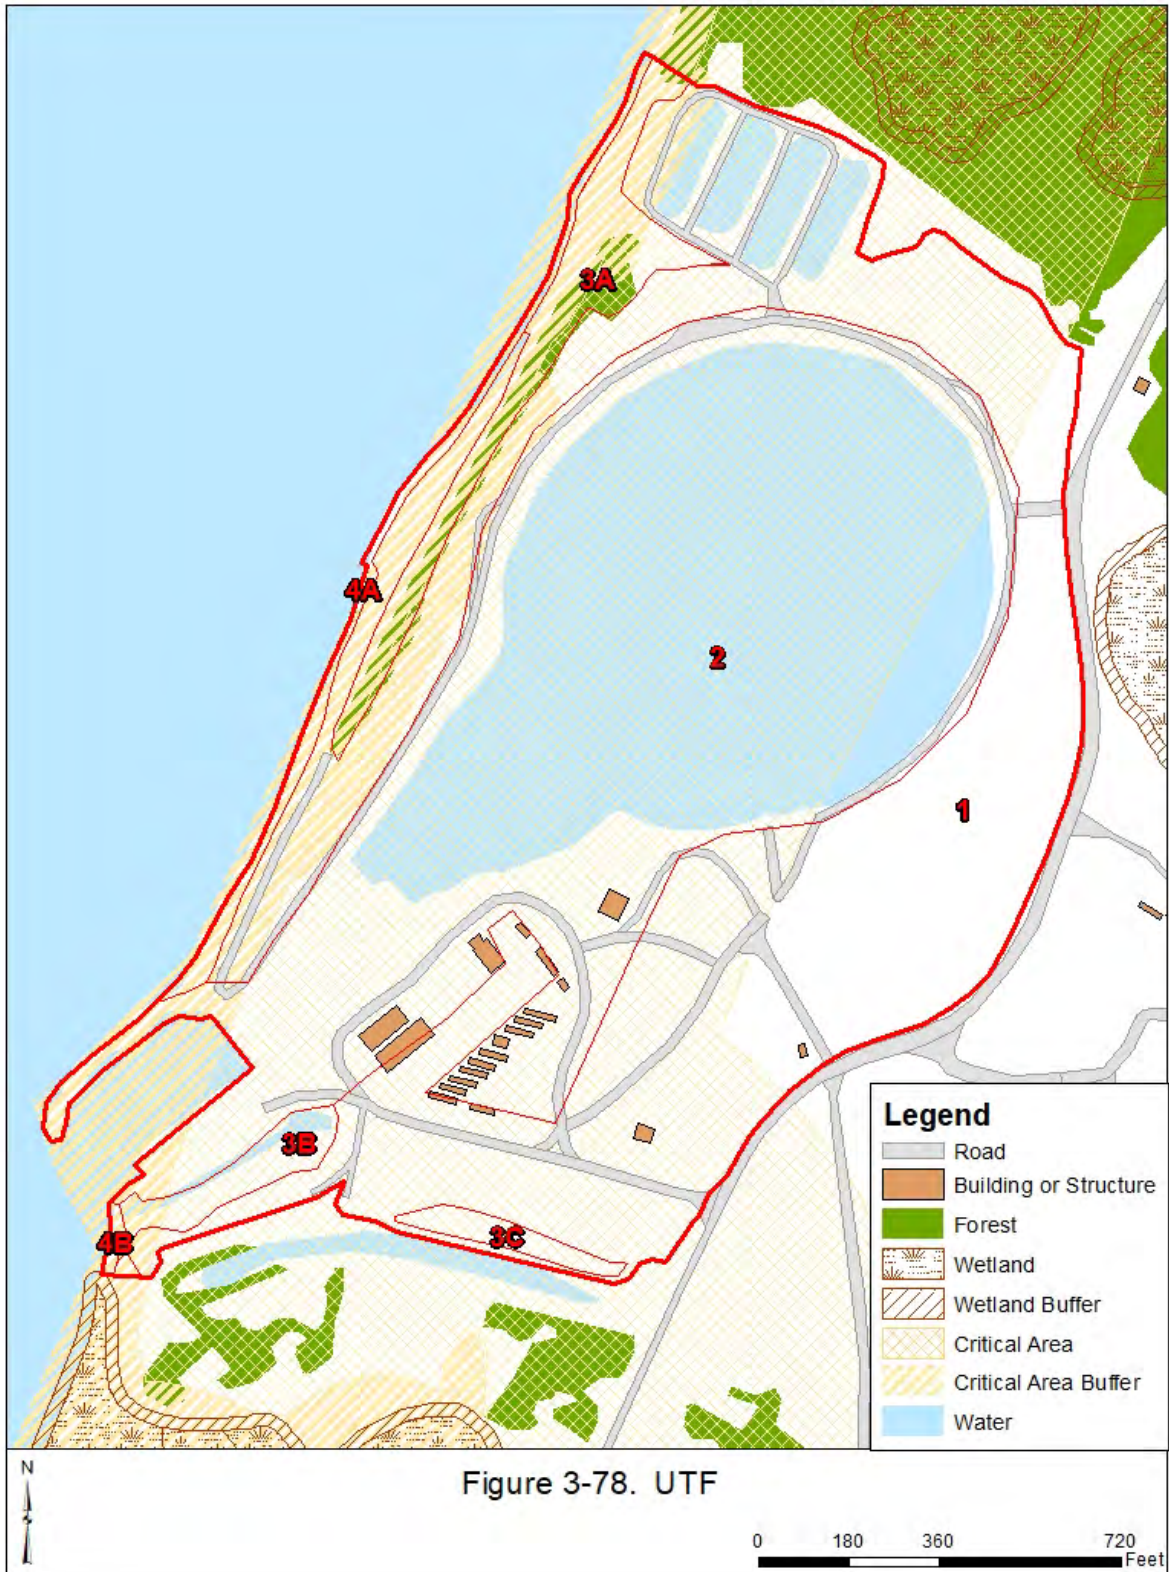 3A
4A
2
1
3B
3C
4B
Legend
Road
Building or Structure
Forest
Wetland
Wetland Buffer
Critical Area
Critical Area Buffer
Water
N
Figure 3-78. UTF
0 180 360 720
Feet